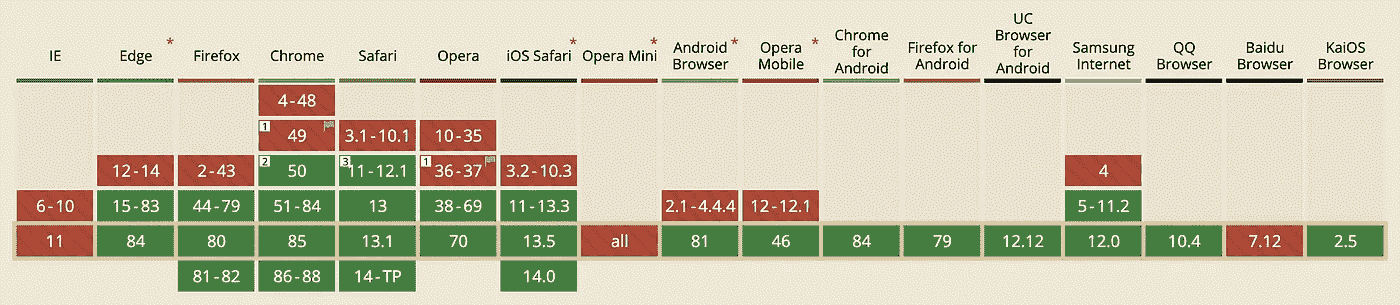 IE Edge * Firefox Chrome Safari Opera iOS Safari * Opera Mini * Android Browser * Opera Mobile * Chrome for Android Firefox for Android UC Browser for Android Samsung Internet QQ Browser Baidu Browser KaiOS Browser
4-48
1 49 3.1-10.1 10-35
12-14 2-43 2 50 3 11-12.1 1 36-37 3.2-10.3 4
6-10 15-83 44-79 51-84 13 38-69 11-13.3 2.1-4.4.4 12-12.1 5-11.2
11 84 80 85 13.1 70 13.5 all 81 46 84 79 12.12 12.0 10.4 7.12 2.5
81-82 86-88 14-TP 14.0